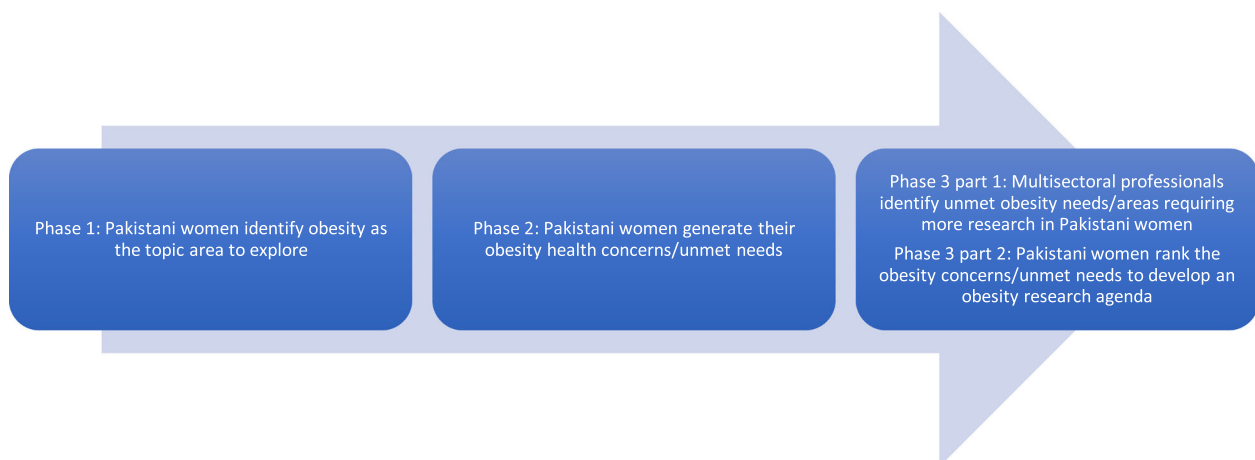 Phase 1: Pakistani women identify obesity as
the topic area to explore
Phase 2: Pakistani women generate their
obesity health concerns/unmet needs
Phase 3 part 1: Multisectoral professionals
identify unmet obesity needs/areas requiring
more research in Pakistani women
Phase 3 part 2: Pakistani women rank the
obesity concerns/unmet needs to develop an
obesity research agenda